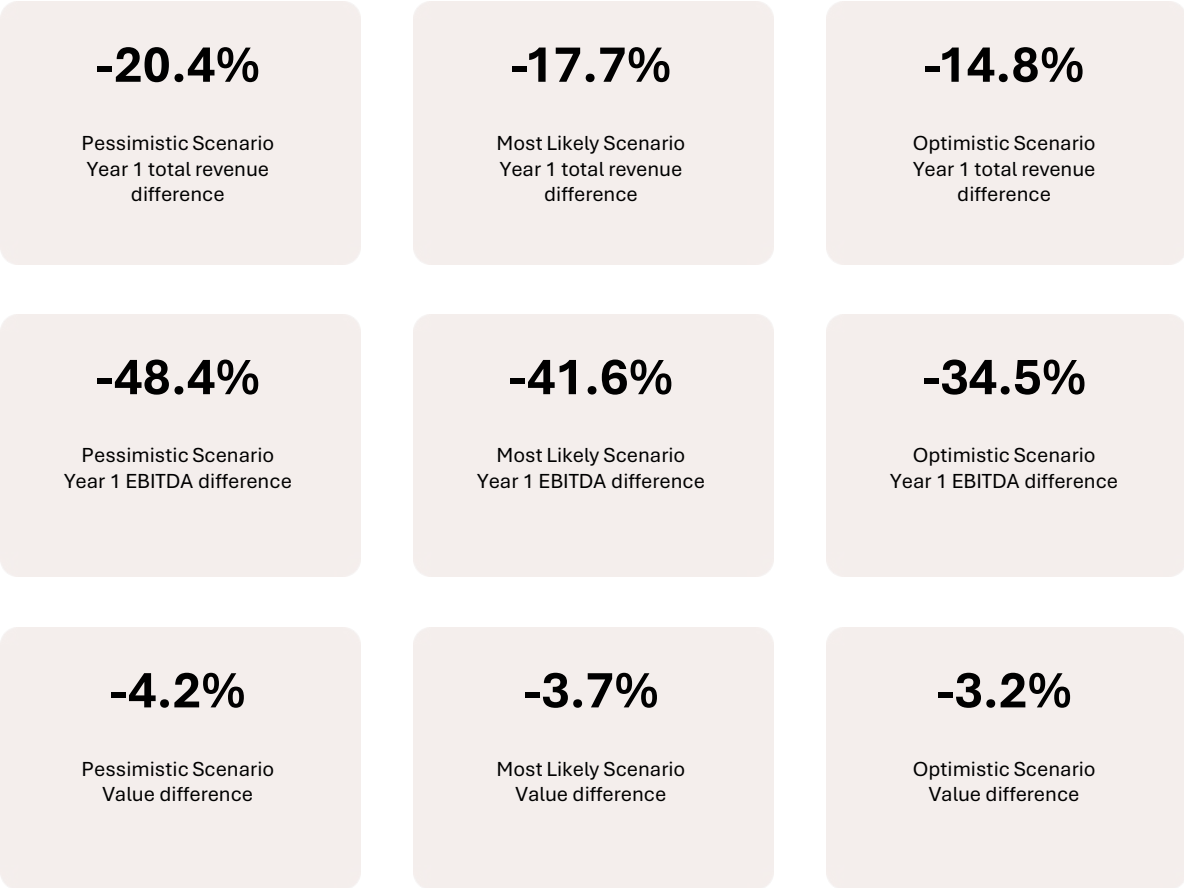 -20.4%
Pessimistic Scenario
Year 1 total revenue
difference
-17.7%
Most Likely Scenario
Year 1 total revenue
difference
-14.8%
Optimistic Scenario
Year 1 total revenue
difference
-48.4%
Pessimistic Scenario
Year 1 EBITDA difference
-41.6%
Most Likely Scenario
Year 1 EBITDA difference
-34.5%
Optimistic Scenario
Year 1 EBITDA difference
-4.2%
Pessimistic Scenario
Value difference
-3.7%
Most Likely Scenario
Value difference
-3.2%
Optimistic Scenario
Value difference